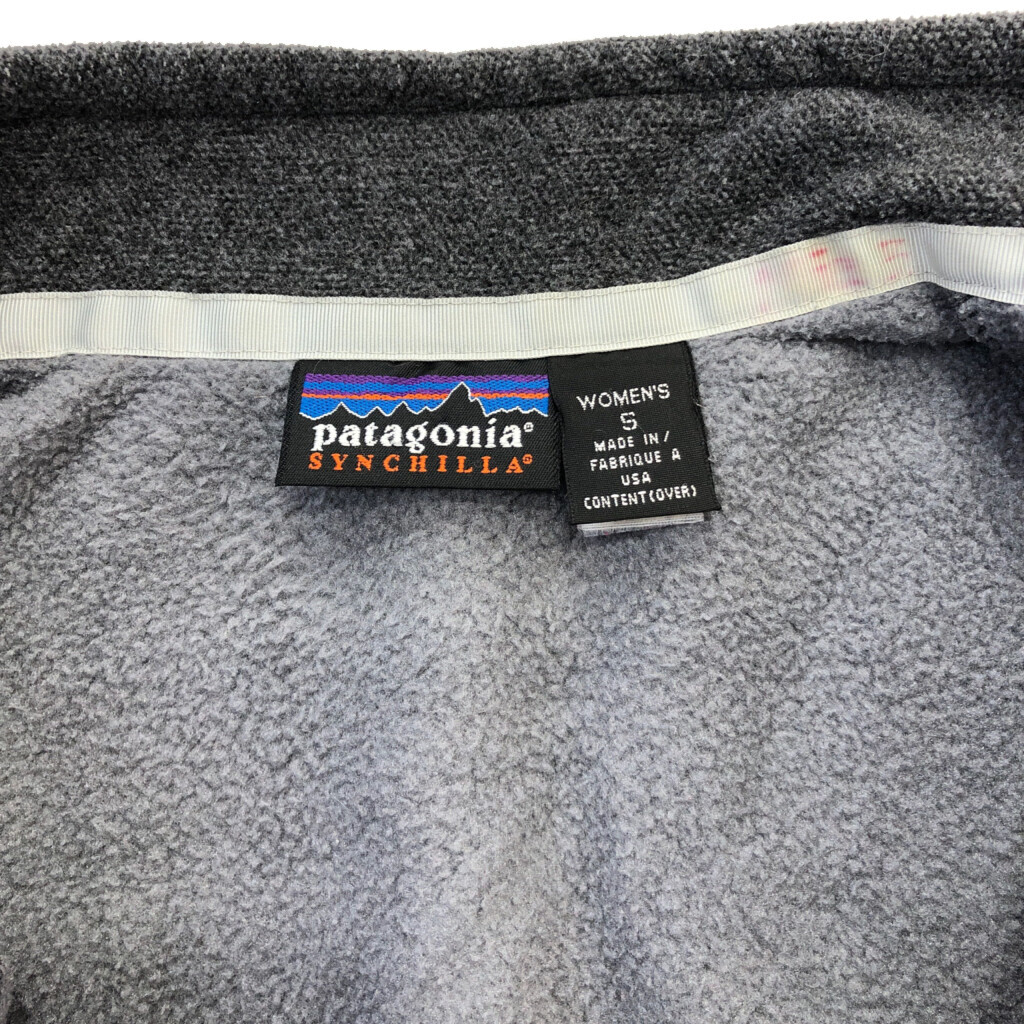 patagonia®
SYNCHILLA®
WOMEN'S
S
MADE IN/
FABRIQUE A
USA
CONTENT(OVER)